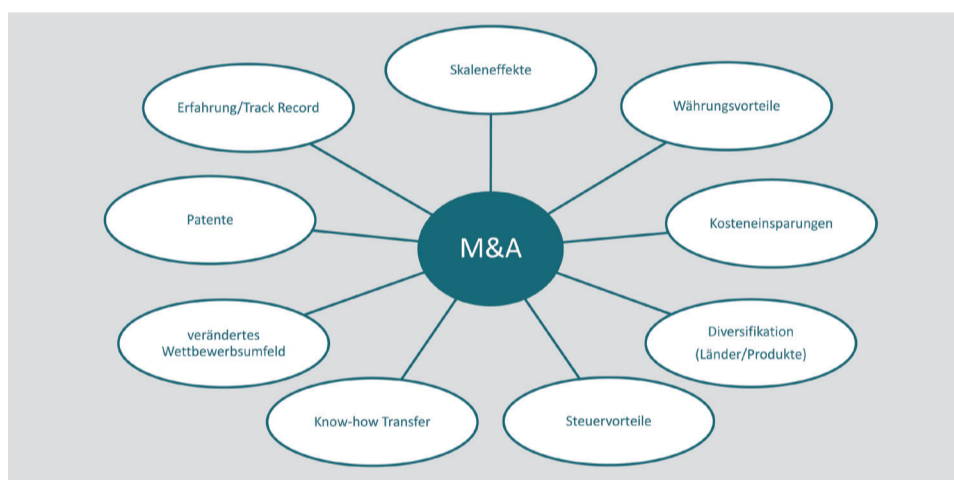 Skaleneffekte
Erfahrung/Track Record
Währungsvorteile
Patente
Kosteneinsparungen
M&A
verändertes
Wettbewerbsumfeld
Diversifikation
(Länder/Produkte)
Know-how Transfer
Steuervorteile